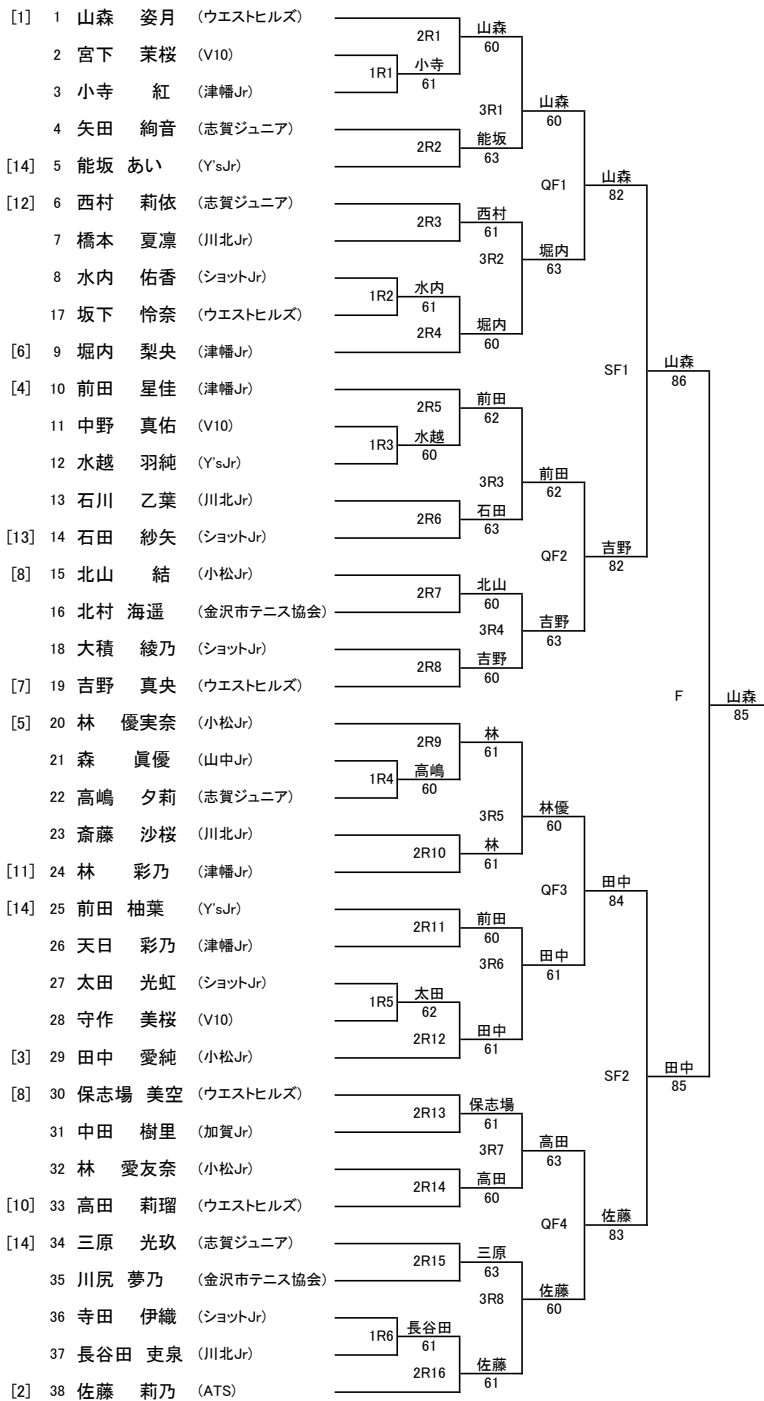 [1] 1 山森 姿月 (ウエストヒルズ)
2R1 山森 60
2 宮下 茉桜 (V10)
1R1 小寺 61
3 小寺 紅 (津幡Jr)
3R1 山森 60
4 矢田 絢音 (志賀ジュニア)
2R2 能坂 63
[14] 5 能坂 あい (Y'sJr)
QF1 山森 82
[12] 6 西村 莉依 (志賀ジュニア)
2R3 西村 61
7 橋本 夏凛 (川北Jr)
3R2 堀内 63
8 水内 佑香 (ショットJr)
1R2 水内 61
17 坂下 怜奈 (ウエストヒルズ)
2R4 堀内 60
[6] 9 堀内 梨央 (津幡Jr)
SF1 山森 86
[4] 10 前田 星佳 (津幡Jr)
2R5 前田 62
11 中野 真佑 (V10)
1R3 水越 60
12 水越 羽純 (Y'sJr)
3R3 前田 62
13 石川 乙葉 (川北Jr)
2R6 石田 63
[13] 14 石田 紗矢 (ショットJr)
QF2 吉野 82
[8] 15 北山 結 (小松Jr)
2R7 北山 60
16 北村 海遥 (金沢市テニス協会)
3R4 吉野 63
18 大積 綾乃 (ショットJr)
2R8 吉野 60
[7] 19 吉野 真央 (ウエストヒルズ)
F 山森 85
[5] 20 林 優実奈 (小松Jr)
2R9 林 61
21 森 眞優 (山中Jr)
1R4 高嶋 60
22 高嶋 夕莉 (志賀ジュニア)
3R5 林優 60
23 斎藤 沙桜 (川北Jr)
2R10 林 61
[11] 24 林 彩乃 (津幡Jr)
QF3 田中 84
[14] 25 前田 柚葉 (Y'sJr)
2R11 前田 60
26 天日 彩乃 (津幡Jr)
3R6 田中 61
27 太田 光虹 (ショットJr)
1R5 太田 62
28 守作 美桜 (V10)
2R12 田中 61
[3] 29 田中 愛純 (小松Jr)
SF2 田中 85
[8] 30 保志場 美空 (ウエストヒルズ)
2R13 保志場 61
31 中田 樹里 (加賀Jr)
3R7 高田 63
32 林 愛友奈 (小松Jr)
2R14 高田 60
[10] 33 高田 莉瑠 (ウエストヒルズ)
QF4 佐藤 83
[14] 34 三原 光玖 (志賀ジュニア)
2R15 三原 63
35 川尻 夢乃 (金沢市テニス協会)
3R8 佐藤 60
36 寺田 伊織 (ショットJr)
1R6 長谷田 61
37 長谷田 吏泉 (川北Jr)
2R16 佐藤 61
[2] 38 佐藤 莉乃 (ATS)